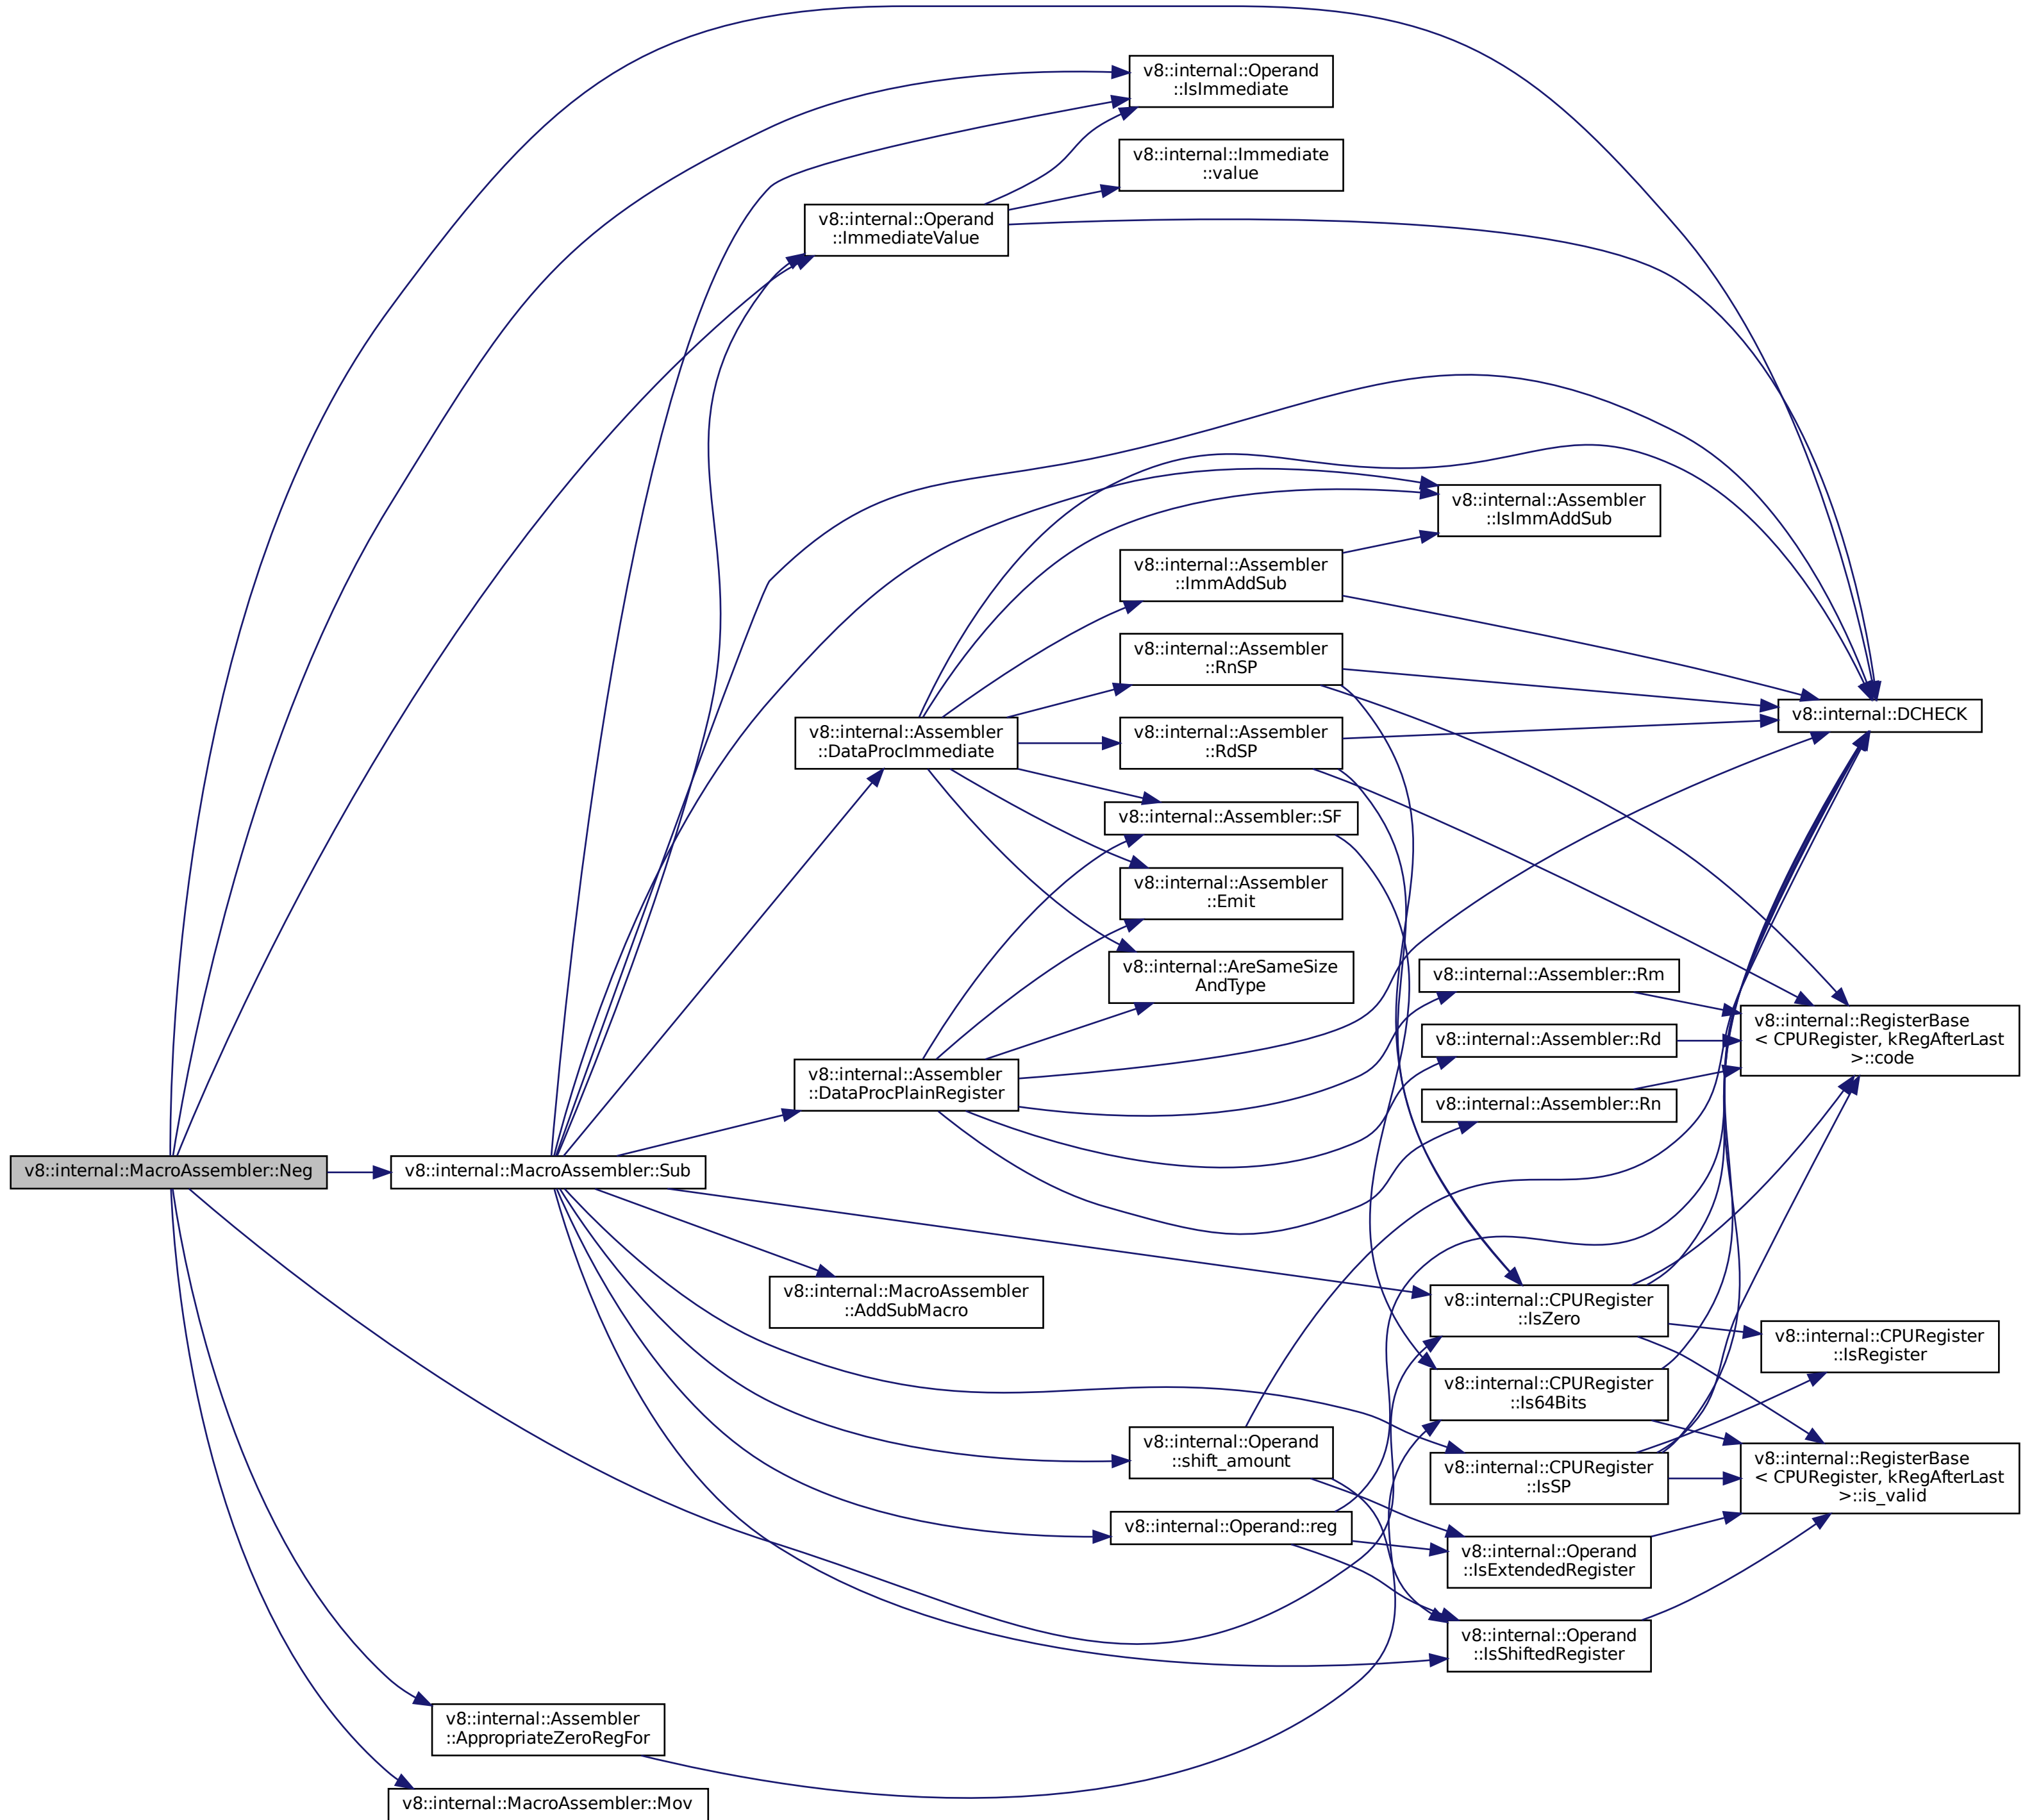 v8::internal::Operand
::IsImmediate
v8::internal::Immediate
::value
v8::internal::Operand
::ImmediateValue
v8::internal::Assembler
::IsImmAddSub
v8::internal::Assembler
::ImmAddSub
v8::internal::Assembler
::RnSP
v8::internal::DCHECK
v8::internal::Assembler
::DataProcImmediate
v8::internal::Assembler
::RdSP
v8::internal::Assembler::SF
v8::internal::Assembler
::Emit
v8::internal::AreSameSize
AndType
v8::internal::Assembler::Rm
v8::internal::RegisterBase
< CPURegister, kRegAfterLast
>::code
v8::internal::Assembler::Rd
v8::internal::Assembler
::DataProcPlainRegister
v8::internal::Assembler::Rn
v8::internal::MacroAssembler::Neg
v8::internal::MacroAssembler::Sub
v8::internal::MacroAssembler
::AddSubMacro
v8::internal::CPURegister
::IsZero
v8::internal::CPURegister
::IsRegister
v8::internal::CPURegister
::Is64Bits
v8::internal::Operand
::shift_amount
v8::internal::CPURegister
::IsSP
v8::internal::RegisterBase
< CPURegister, kRegAfterLast
>::is_valid
v8::internal::Operand::reg
v8::internal::Operand
::IsExtendedRegister
v8::internal::Operand
::IsShiftedRegister
v8::internal::Assembler
::AppropriateZeroRegFor
v8::internal::MacroAssembler::Mov